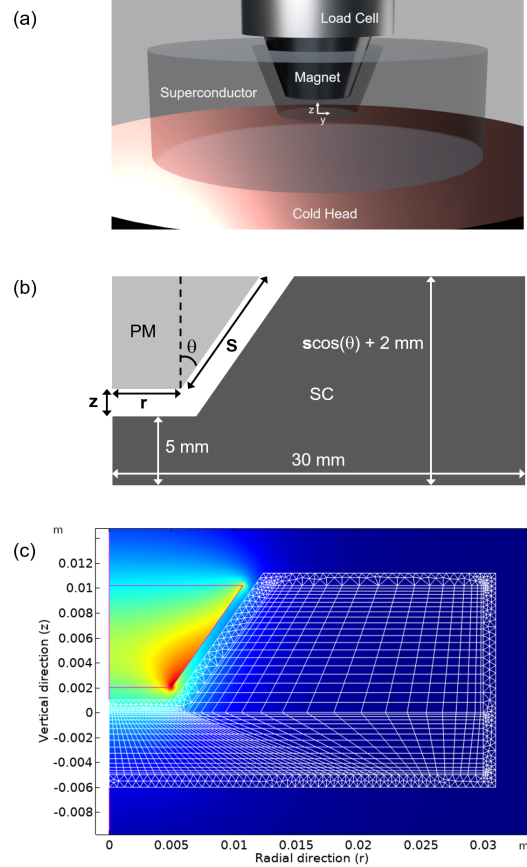 (a)
Load Cell
Magnet
Superconductor
z
y
Cold Head
(b)
PM
θ
S
scos(θ) + 2 mm
z
r
SC
5 mm
30 mm
(c)
m
0.012
0.01
0.008
0.006
0.004
0.002
0
-0.002
-0.004
-0.006
-0.008
Vertical direction (z)
0 0.005 0.01 0.015 0.02 0.025 0.03 m
Radial direction (r)